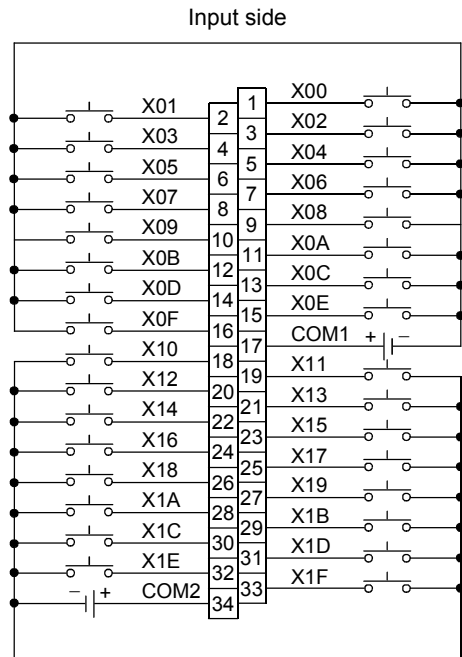 Input side
1 X00
X01 2
3 X02
X03 4
5 X04
X05 6
7 X06
X07 8
9 X08
X09 10
11 X0A
X0B 12
13 X0C
X0D 14
15 X0E
X0F 16
17 COM1 + −
X10 18
19 X11
X12 20
21 X13
X14 22
23 X15
X16 24
25 X17
X18 26
27 X19
X1A 28
29 X1B
X1C 30
31 X1D
X1E 32
33 X1F
− + COM2 34